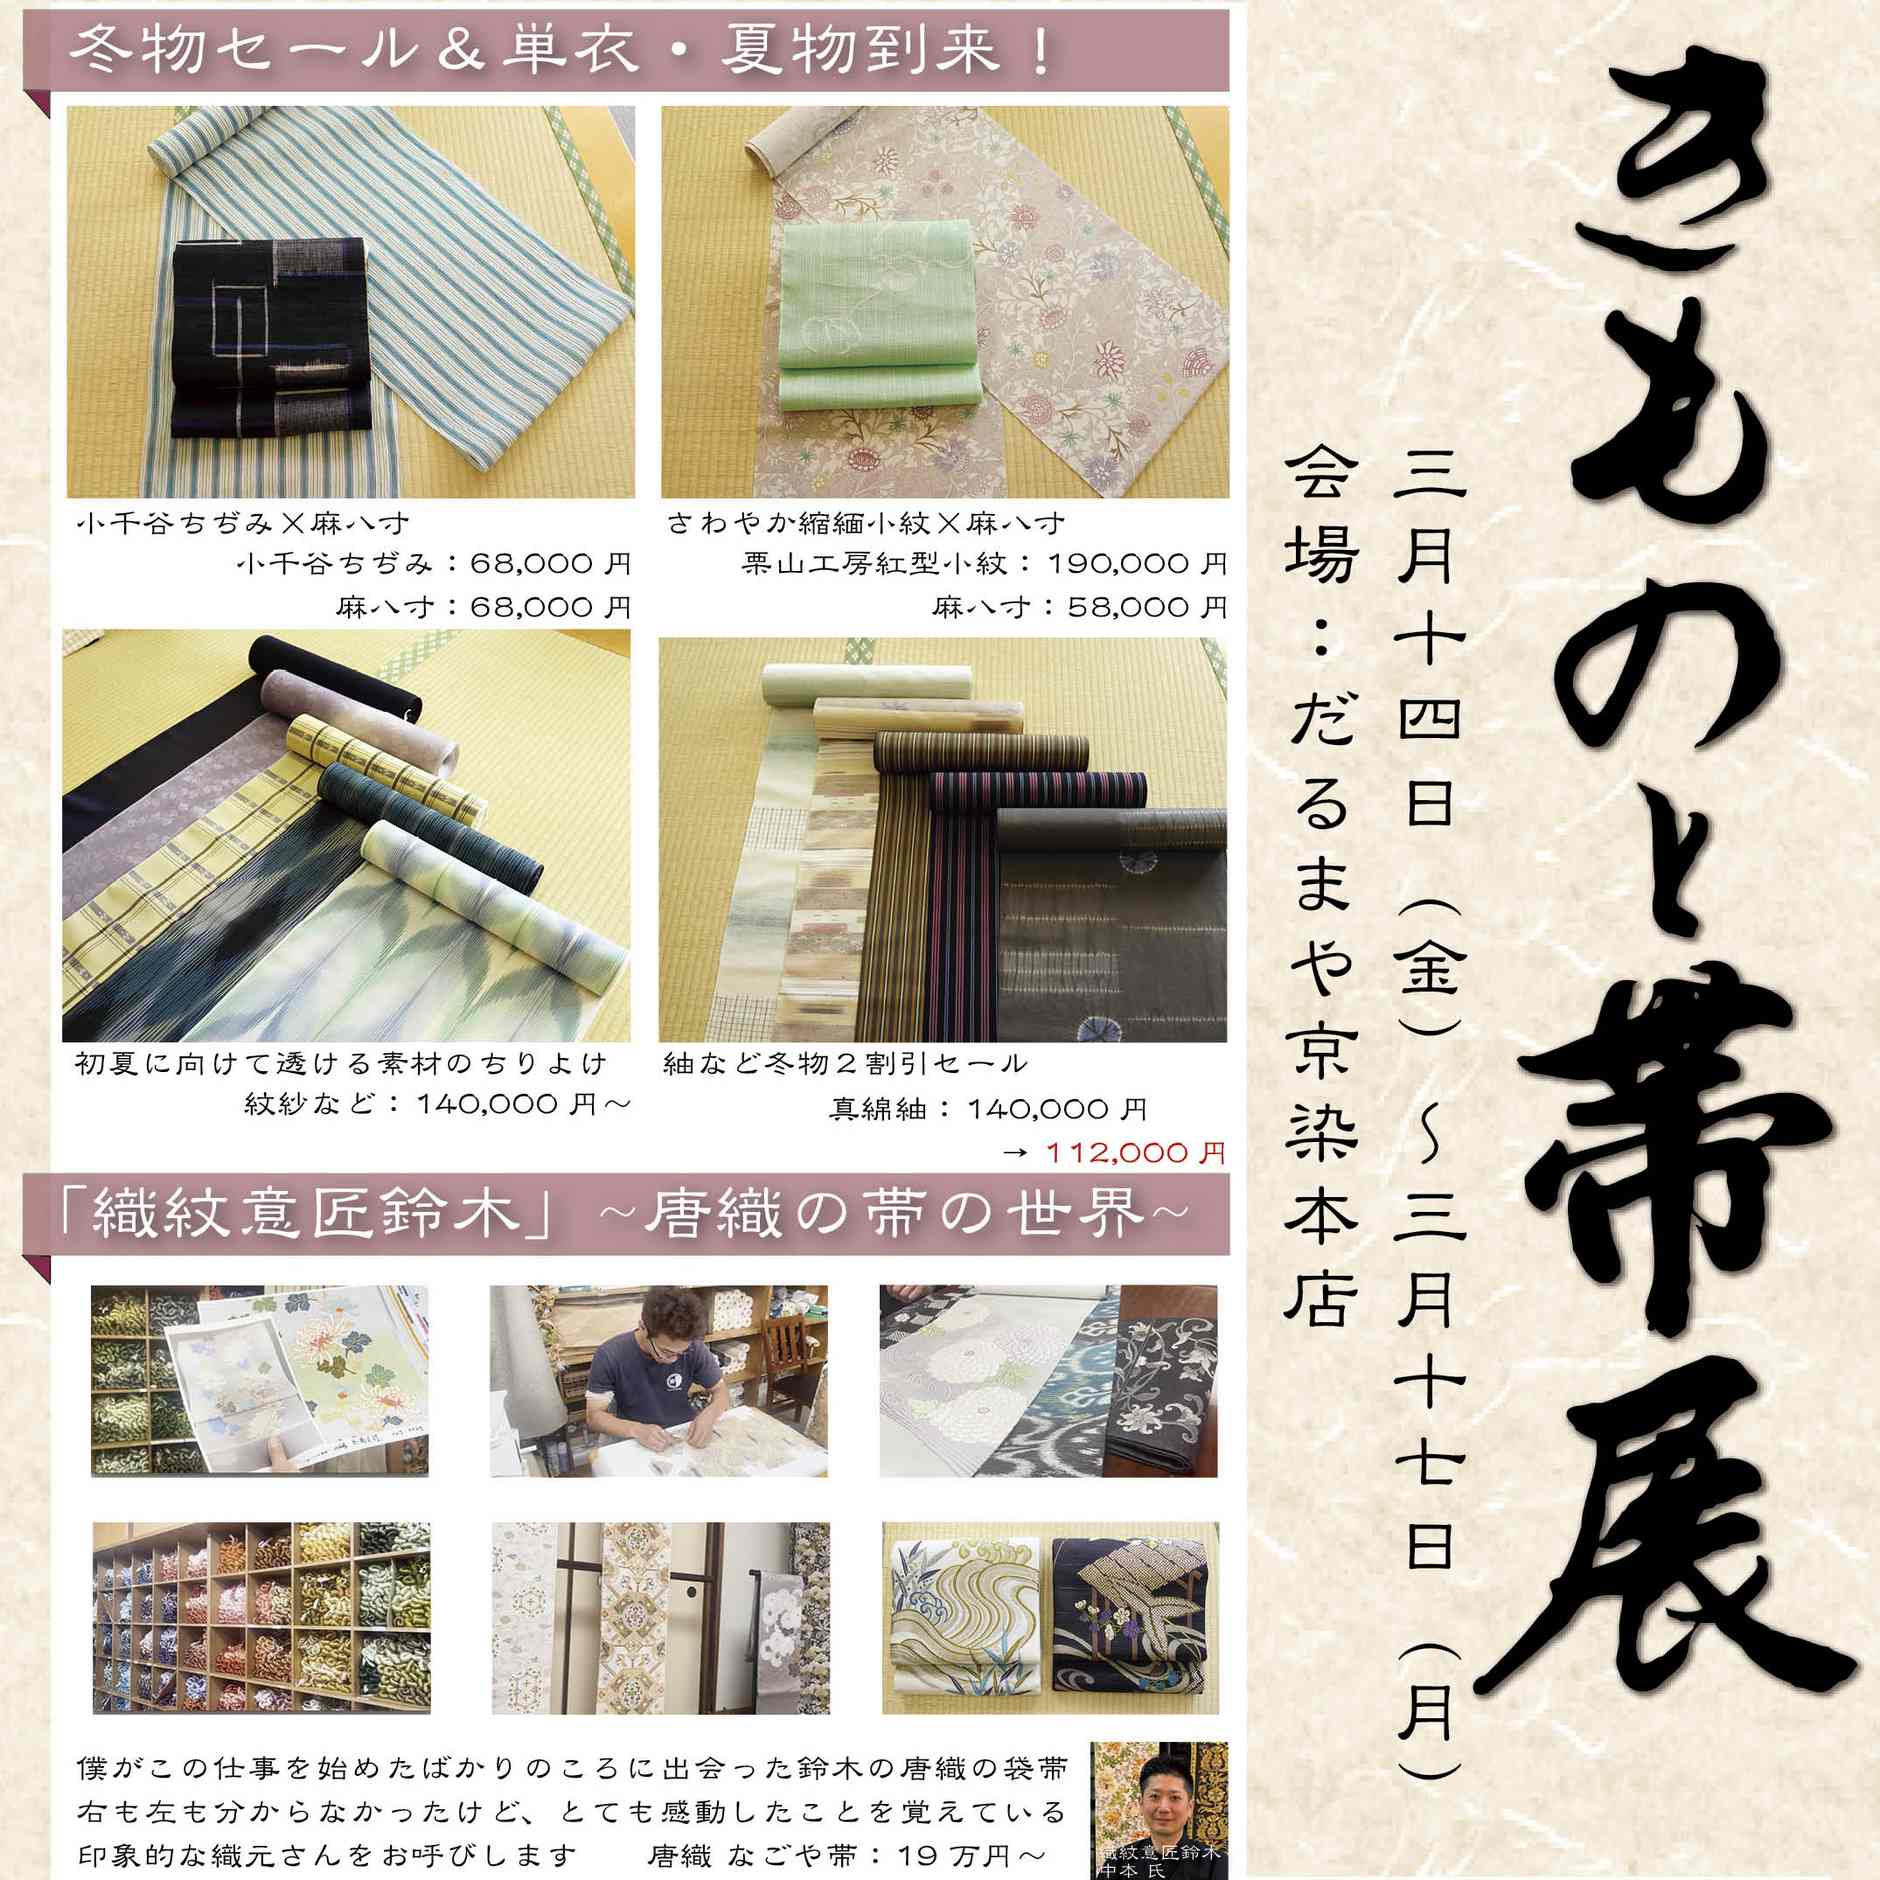 きものと帯展
三月十四日（金）～三月十七日（月）
会場：だるまや京染本店
冬物セール＆単衣・夏物到来！
小千谷ちぢみ×麻八寸
小千谷ちぢみ：68,000 円
麻八寸：68,000 円
さわやか縮緬小紋×麻八寸
栗山工房紅型小紋：190,000 円
麻八寸：58,000 円
初夏に向けて透ける素材のちりよけ
紋紗など：140,000 円～
紬など冬物２割引セール
真綿紬：140,000 円
→ 112,000 円
「織紋意匠鈴木」~唐織の帯の世界~
僕がこの仕事を始めたばかりのころに出会った鈴木の唐織の袋帯
右も左も分からなかったけど、とても感動したことを覚えている
印象的な織元さんをお呼びします　唐織 なごや帯：19 万円～
織紋意匠鈴木
中本 氏